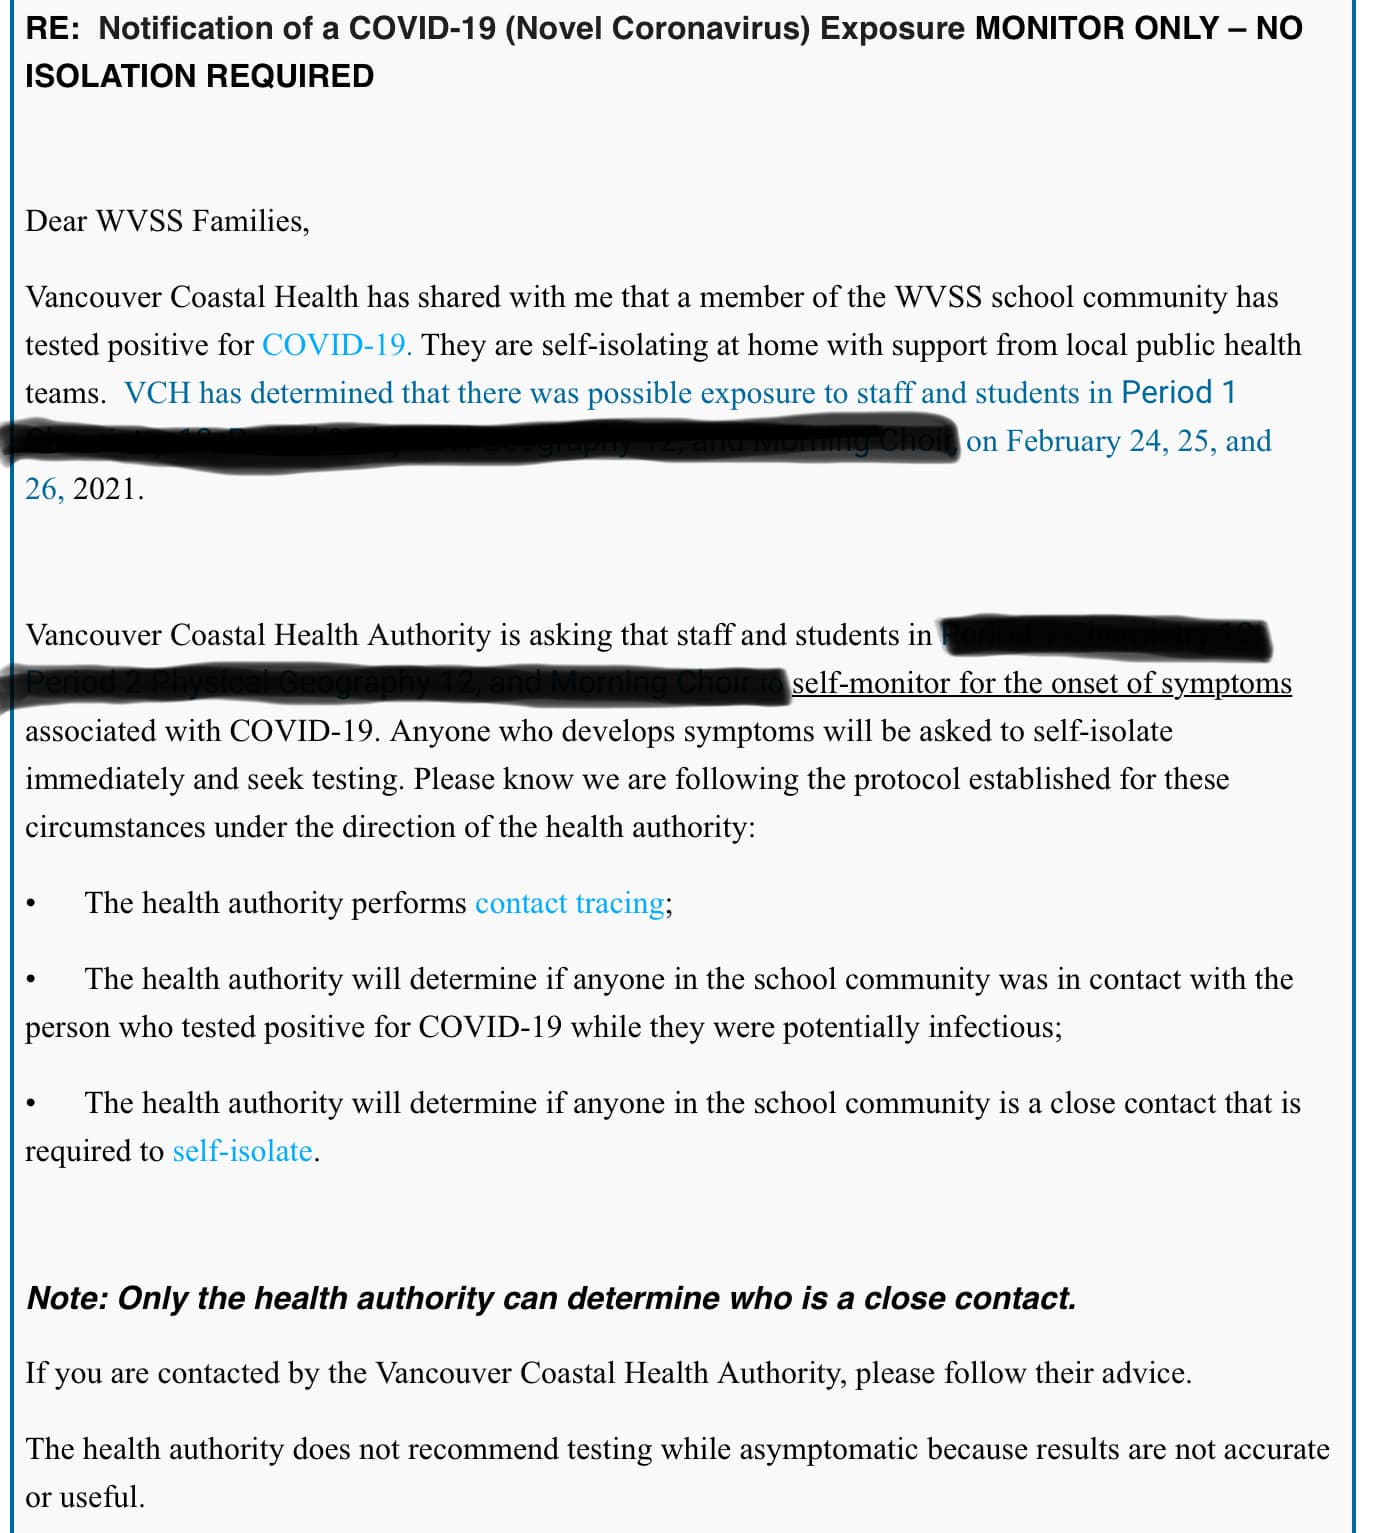 RE: Notification of a COVID-19 (Novel Coronavirus) Exposure MONITOR ONLY – NO
ISOLATION REQUIRED
Dear WVSS Families,
Vancouver Coastal Health has shared with me that a member of the WVSS school community has
tested positive for COVID-19. They are self-isolating at home with support from local public health
teams. VCH has determined that there was possible exposure to staff and students in Period 1
on February 24, 25, and
26, 2021.
Vancouver Coastal Health Authority is asking that staff and students in
self-monitor for the onset of symptoms
associated with COVID-19. Anyone who develops symptoms will be asked to self-isolate
immediately and seek testing. Please know we are following the protocol established for these
circumstances under the direction of the health authority:
• The health authority performs contact tracing;
• The health authority will determine if anyone in the school community was in contact with the
person who tested positive for COVID-19 while they were potentially infectious;
• The health authority will determine if anyone in the school community is a close contact that is
required to self-isolate.
Note: Only the health authority can determine who is a close contact.
If you are contacted by the Vancouver Coastal Health Authority, please follow their advice.
The health authority does not recommend testing while asymptomatic because results are not accurate
or useful.